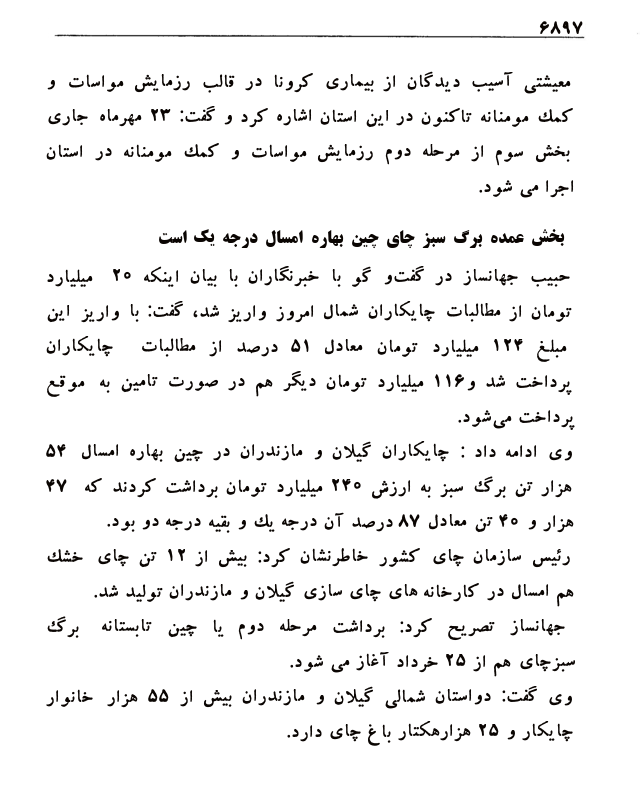 ۶۸۹۷
معیشتی آسیب دیدگان از بیماری کرونا در قالب رزمایش مواسات و
کمك مومنانه تاکنون در این استان اشاره کرد و گفت: ۲۳ مهرماه جاری
بخش سوم از مرحله دوم رزمایش مواسات و کمك مومنانه در استان
اجرا می شود.
بخش عمده برگ سبز چای چین بهاره امسال درجه یک است
حبیب جهانساز در گفت‌و گو با خبرنگاران با بیان اینکه ۲۰ میلیارد
تومان از مطالبات چایکاران شمال امروز واریز شد، گفت: با واریز این
مبلغ ۱۲۴ میلیارد تومان معادل ۵۱ درصد از مطالبات چایکاران
پرداخت شد و۱۱۶ میلیارد تومان دیگر هم در صورت تامین به موقع
پرداخت می‌شود.
وی ادامه داد : چایکاران گیلان و مازندران در چین بهاره امسال ۵۴
هزار تن برگ سبز به ارزش ۲۴۰ میلیارد تومان برداشت کردند که ۴۷
هزار و ۴۰ تن معادل ۸۷ درصد آن درجه یك و بقیه درجه دو بود.
رئیس سازمان چای کشور خاطرنشان کرد: بیش از ۱۲ تن چای خشك
هم امسال در کارخانه های چای سازی گیلان و مازندران تولید شد.
جهانساز تصریح کرد: برداشت مرحله دوم یا چین تابستانه برگ
سبزچای هم از ۲۵ خرداد آغاز می شود.
وی گفت: دواستان شمالی گیلان و مازندران بیش از ۵۵ هزار خانوار
چایکار و ۲۵ هزارهکتار باغ چای دارد.